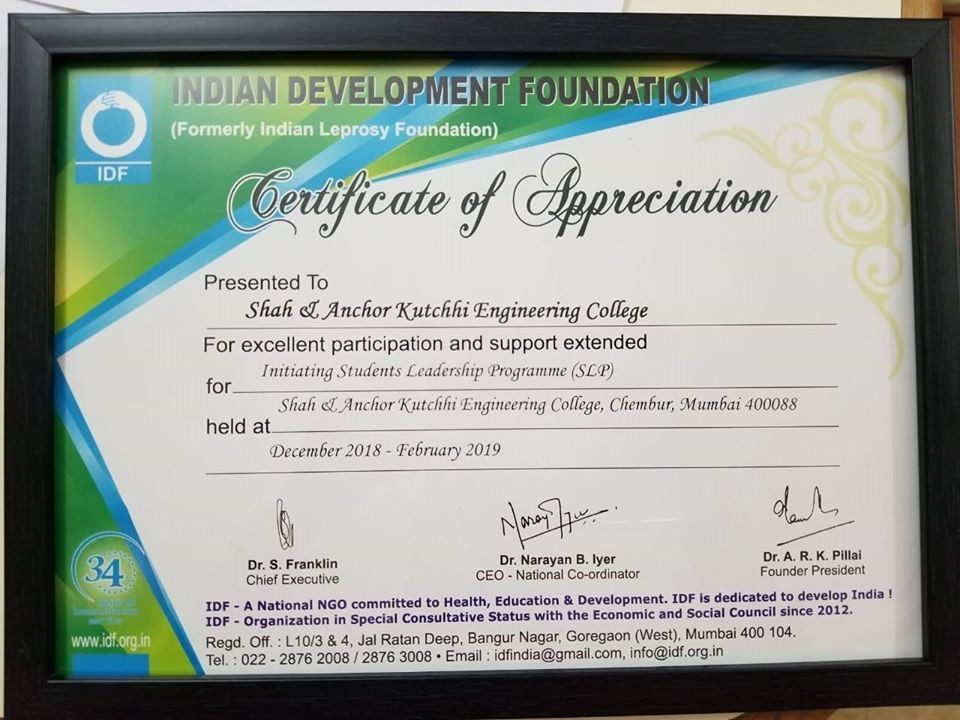 INDIAN DEVELOPMENT FOUNDATION
(Formerly Indian Leprosy Foundation)
IDF
Certificate of Appreciation
Presented To
Shah & Anchor Kutchhi Engineering College
For excellent participation and support extended
Initiating Students Leadership Programme (SLP)
for
Shah & Anchor Kutchhi Engineering College, Chembur, Mumbai 400088
held at
December 2018 - February 2019
Dr. S. Franklin
Chief Executive
Dr. Narayan B. Iyer
CEO - National Co-ordinator
Dr. A. R. K. Pillai
Founder President
34
years of
humanitarian
service
www.idf.org.in
IDF - A National NGO committed to Health, Education & Development. IDF is dedicated to develop India !
IDF - Organization in Special Consultative Status with the Economic and Social Council since 2012.
Regd. Off. : L10/3 & 4, Jal Ratan Deep, Bangur Nagar, Goregaon (West), Mumbai 400 104.
Tel. : 022 - 2876 2008 / 2876 3008 • Email : idfindia@gmail.com, info@idf.org.in